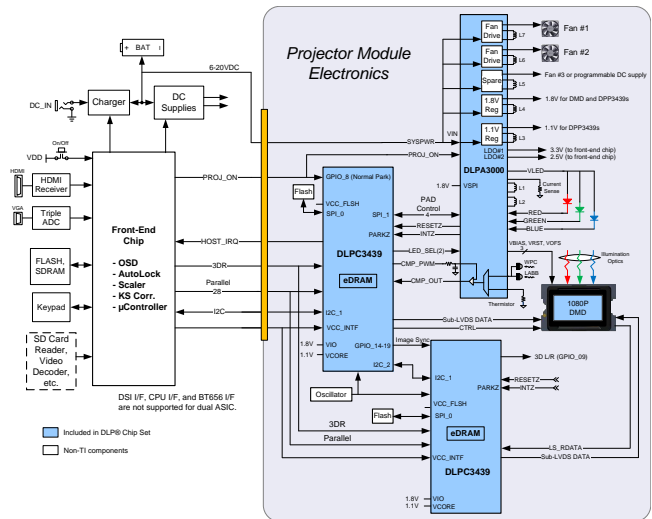 Projector Module
Electronics
+ BAT -
6-20VDC
DC_IN
Charger
DC
Supplies
On/Off
VDD
HDMI
HDMI
Receiver
VGA
Triple
ADC
FLASH,
SDRAM
Keypad
SD Card
Reader,
Video
Decoder,
etc.
Front-End
Chip
- OSD
- AutoLock
- Scaler
- KS Corr.
- µController
PROJ_ON
HOST_IRQ
3DR
Parallel
28
I2C
DSI I/F, CPU I/F, and BT656 I/F
are not supported for dual ASIC.
Included in DLP® Chip Set
Non-TI components
SYSPWR
PROJ_ON
GPIO_8 (Normal Park)
Flash
VCC_FLSH
SPI_0
SPI_1
PARKZ
INTZ
RESETZ
PAD
Control
4
DLPC3439
eDRAM
LED_SEL(2)
CMP_PWM
CMP_OUT
I2C_1
VCC_INTF
1.8V
VIO
1.1V
VCORE
GPIO_14-19
Image Sync
I2C_2
Oscillator
Sub-LVDS DATA
CTRL
VIN
DLPA3000
1.8V
VSPI
Fan
Drive
L7
Fan #1
Fan
Drive
L6
Fan #2
Spare
L5
Fan #3 or programmable DC supply
1.8V
Reg
L4
1.8V for DMD and DPP3439s
1.1V
Reg
L3
1.1V for DPP3439s
LDO#1
LDO#2
3.3V (to front-end chip)
2.5V (to front-end chip)
VLED
L1
L2
Current
Sense
RED
GREEN
BLUE
VBIAS, VRST, VOFS
3
WPC
LABB
Thermistor
Illumination
Optics
1080P
DMD
3D L/R (GPIO_09)
I2C_1
RESETZ
PARKZ
INTZ
VCC_FLSH
Flash
SPI_0
eDRAM
3DR
Parallel
VCC_INTF
DLPC3439
LS_RDATA
Sub-LVDS DATA
1.8V
VIO
1.1V
VCORE